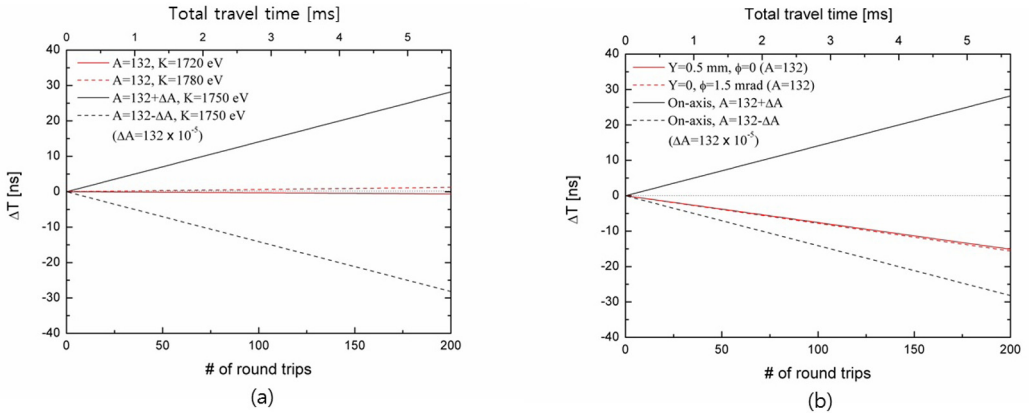 Total travel time [ms]
0 1 2 3 4 5
40
30
20
10
0
-10
-20
-30
-40
ΔT [ns]
A=132, K=1720 eV
A=132, K=1780 eV
A=132+ΔA, K=1750 eV
A=132-ΔA, K=1750 eV
(ΔA=132 x 10⁻⁵)
0 50 100 150 200
# of round trips
(a)
Total travel time [ms]
0 1 2 3 4 5
40
30
20
10
0
-10
-20
-30
-40
ΔT [ns]
Y=0.5 mm, ϕ=0 (A=132)
Y=0, ϕ=1.5 mrad (A=132)
On-axis, A=132+ΔA
On-axis, A=132-ΔA
(ΔA=132 x 10⁻⁵)
0 50 100 150 200
# of round trips
(b)